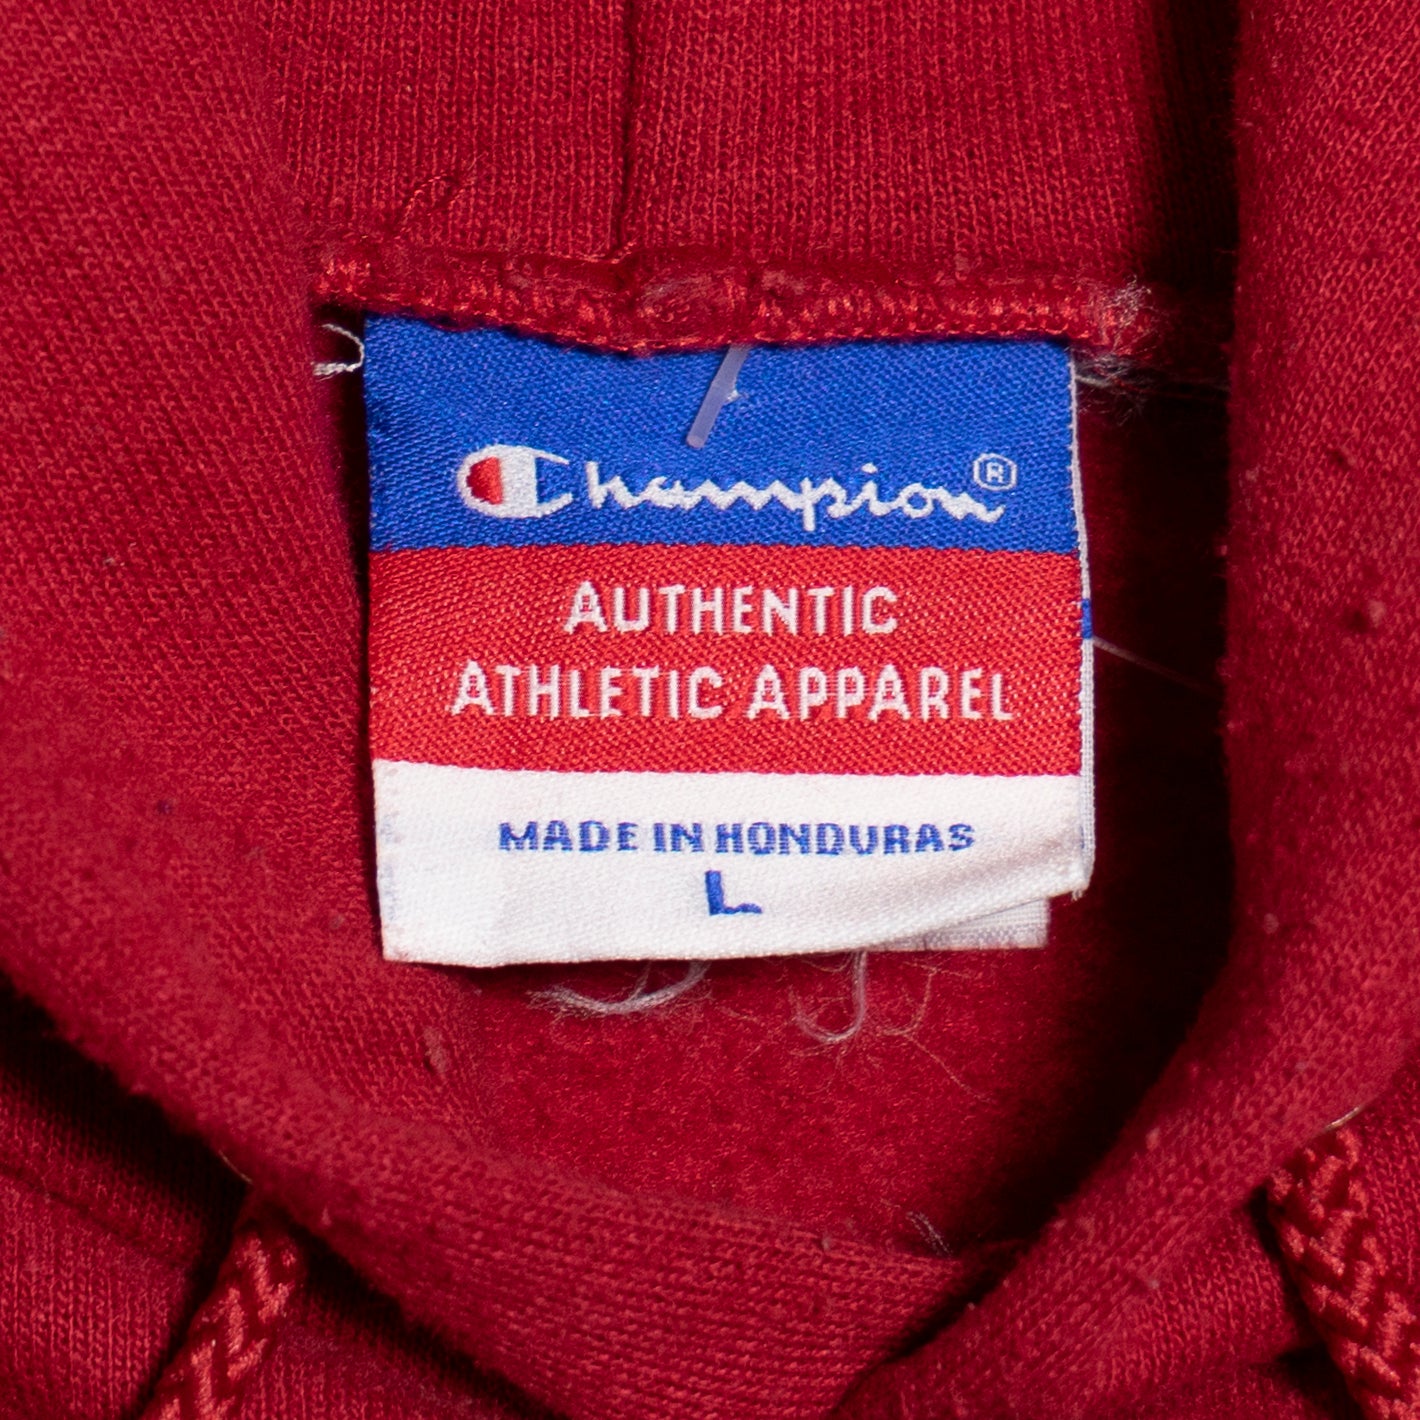 Champion®
AUTHENTIC
ATHLETIC APPAREL
MADE IN HONDURAS
L